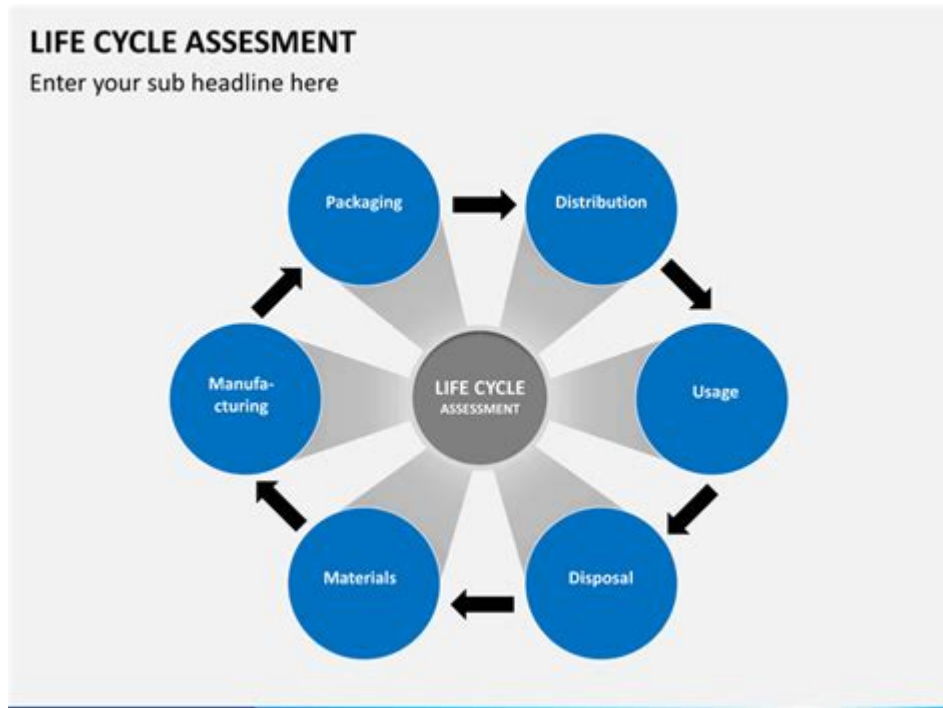 LIFE CYCLE ASSESMENT
Enter your sub headline here
Packaging
Distribution
Manufa-
cturing
LIFE CYCLE
ASSESSMENT
Usage
Materials
Disposal